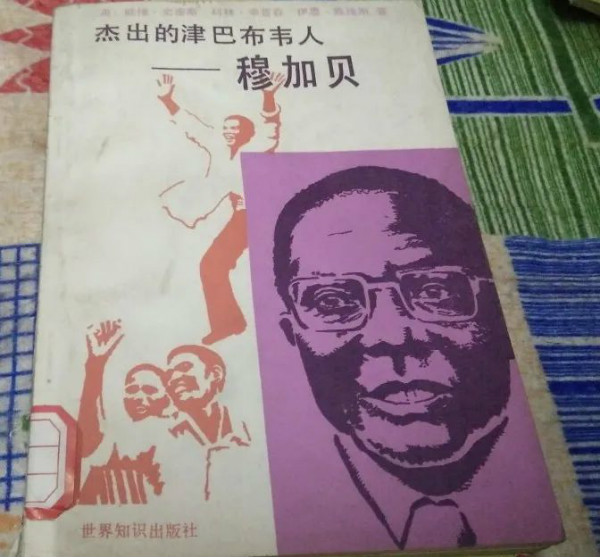 杰出的津巴布韦人
—— 穆加贝
世界知识出版社